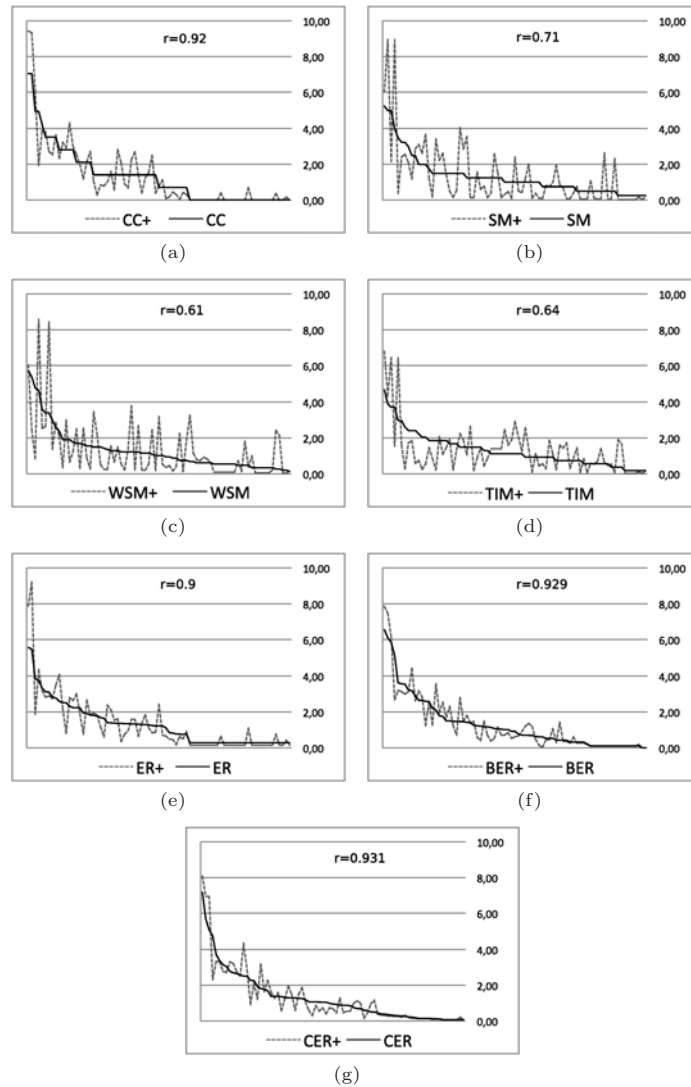 r=0.92
10,00
8,00
6,00
4,00
2,00
0,00
CC+ CC
(a)
r=0.71
10,00
8,00
6,00
4,00
2,00
0,00
SM+ SM
(b)
r=0.61
10,00
8,00
6,00
4,00
2,00
0,00
WSM+ WSM
(c)
r=0.64
10,00
8,00
6,00
4,00
2,00
0,00
TIM+ TIM
(d)
r=0.9
10,00
8,00
6,00
4,00
2,00
0,00
ER+ ER
(e)
r=0.929
10,00
8,00
6,00
4,00
2,00
0,00
BER+ BER
(f)
r=0.931
10,00
8,00
6,00
4,00
2,00
0,00
CER+ CER
(g)